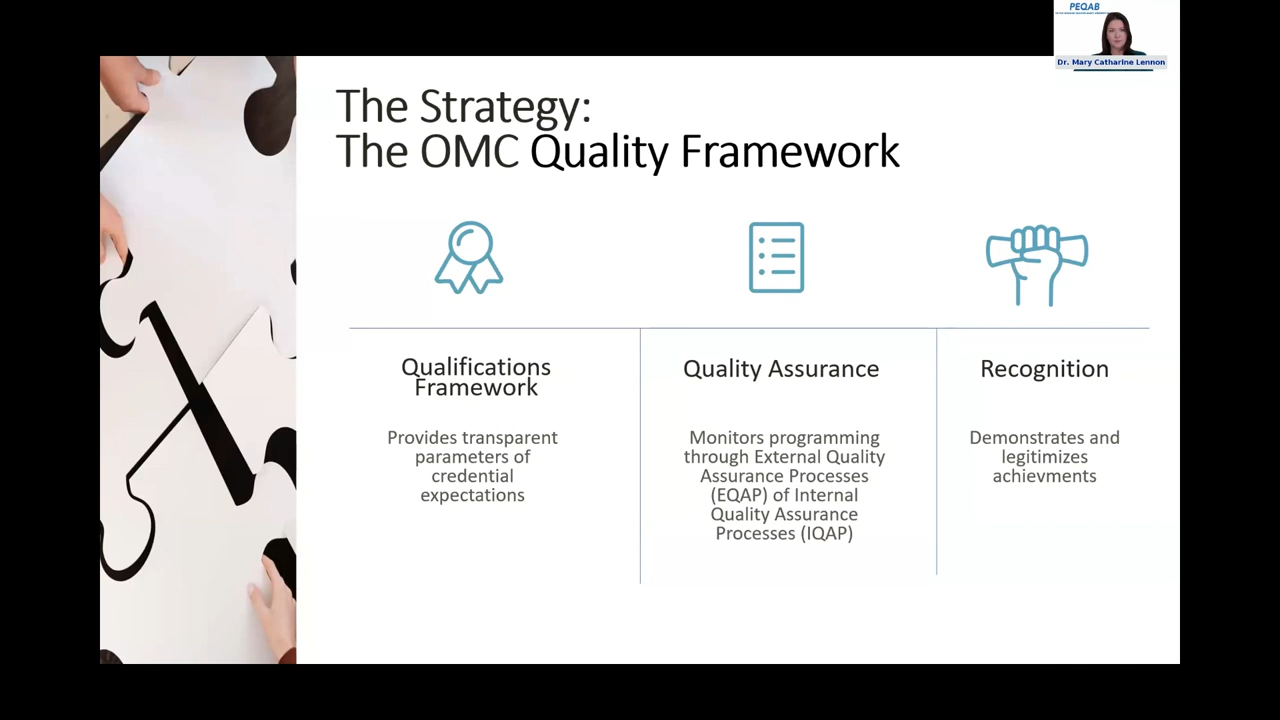 PEQAB
Dr. Mary Catharine Lennon
The Strategy:
The OMC Quality Framework
Qualifications
Framework
Provides transparent
parameters of
credential
expectations
Quality Assurance
Monitors programming
through External Quality
Assurance Processes
(EQAP) of Internal
Quality Assurance
Processes (IQAP)
Recognition
Demonstrates and
legitimizes
achievments